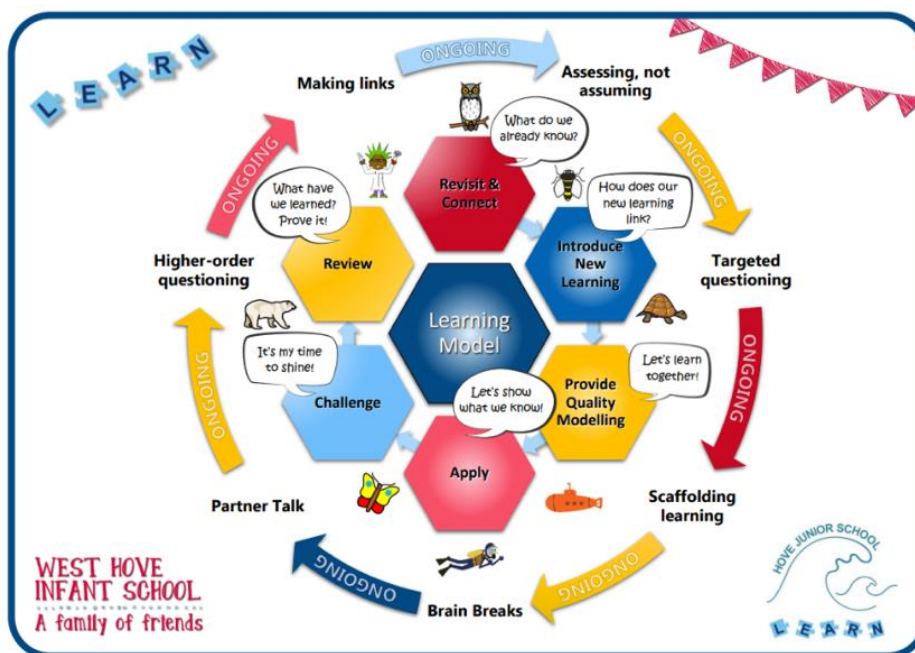 LEARN
ONGOING
Making links
Assessing, not
assuming
What do we
already know?
Revisit &
Connect
ONGOING
ONGOING
What have
we learned?
Prove it!
How does our
new learning
link?
Higher-order
questioning
Review
Introduce
New
Learning
Targeted
questioning
Learning
Model
It's my time
to shine!
Let's learn
together!
ONGOING
ONGOING
Challenge
Let's show
what we know!
Provide
Quality
Modelling
Apply
Partner Talk
Scaffolding
learning
ONGOING
ONGOING
Brain Breaks
WEST HOVE
INFANT SCHOOL
A family of friends
HOVE JUNIOR SCHOOL
LEARN